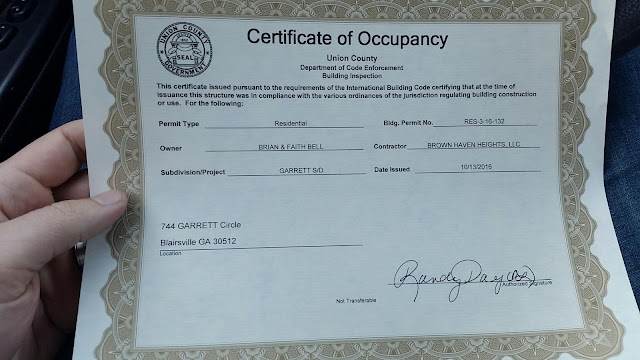 UNION COUNTY
SEAL
GOVERNMENT
Certificate of Occupancy
Union County
Department of Code Enforcement
Building Inspection
This certificate issued pursuant to the requirements of the International Building Code certifying that at the time of
issuance this structure was in compliance with the various ordinances of the jurisdiction regulating building construction
or use. For the following:
Permit Type Residential Bldg. Permit No. RES-3-16-132
Owner BRIAN & FAITH BELL Contractor BROWN HAVEN HEIGHTS, LLC
Subdivision/Project GARRETT S/D Date Issued 10/13/2016
744 GARRETT Circle
Blairsville GA 30512
Location
Randy Day
Authorized Signature
Not Transferable